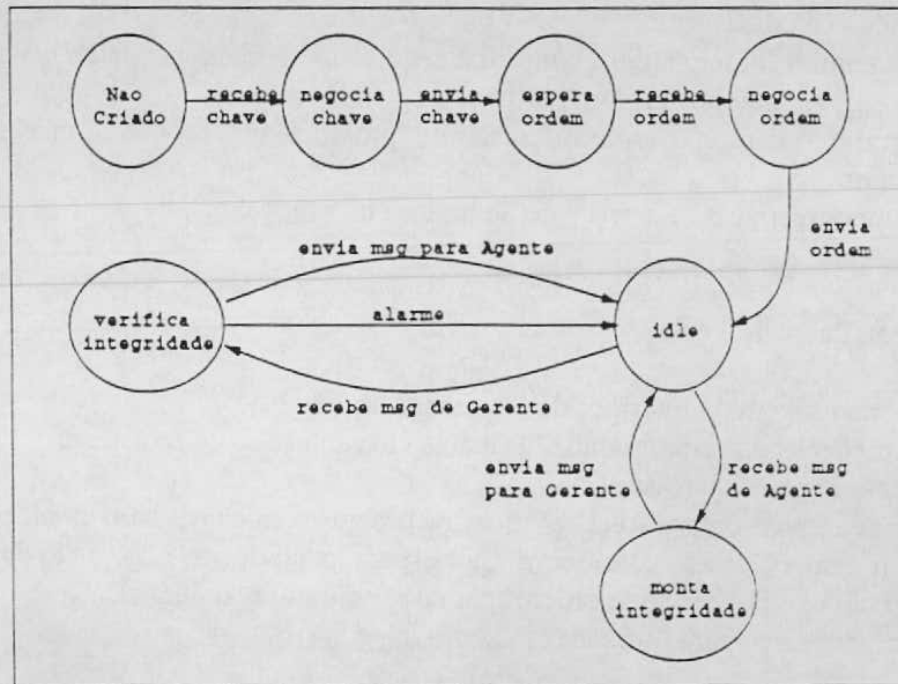 Nao
Criado
recebe
chave
negocia
chave
envia
chave
espera
ordem
recebe
ordem
negocia
ordem
envia
ordem
envia msg para Agente
verifica
integridade
alarme
idle
recebe msg de Gerente
envia msg
para Gerente
recebe msg
de Agente
monta
integridade